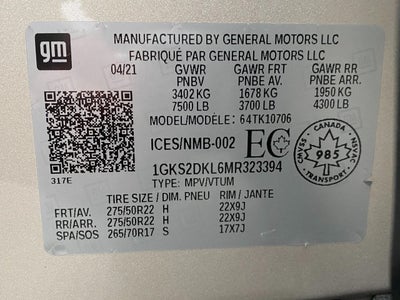 gm
MANUFACTURED BY GENERAL MOTORS LLC
FABRIQUÉ PAR GENERAL MOTORS LLC
04/21 GVWR GAWR FRT GAWR RR
PNBV PNBE AV. PNBE ARR.
3402 KG 1678 KG 1950 KG
7500 LB 3700 LB 4300 LB
MODEL/MODÈLE: 64TK10706
ICES/NMB-002 EC
CANADA
CMVSS 985 NSVAC
TRANSPORT
317E
1GKS2DKL6MR323394
TYPE: MPV/VTUM
TIRE SIZE / DIM. PNEU RIM / JANTE
FRT/AV. 275/50R22 H 22X9J
RR/ARR. 275/50R22 H 22X9J
SPA/SOS 265/70R17 S 17X7J